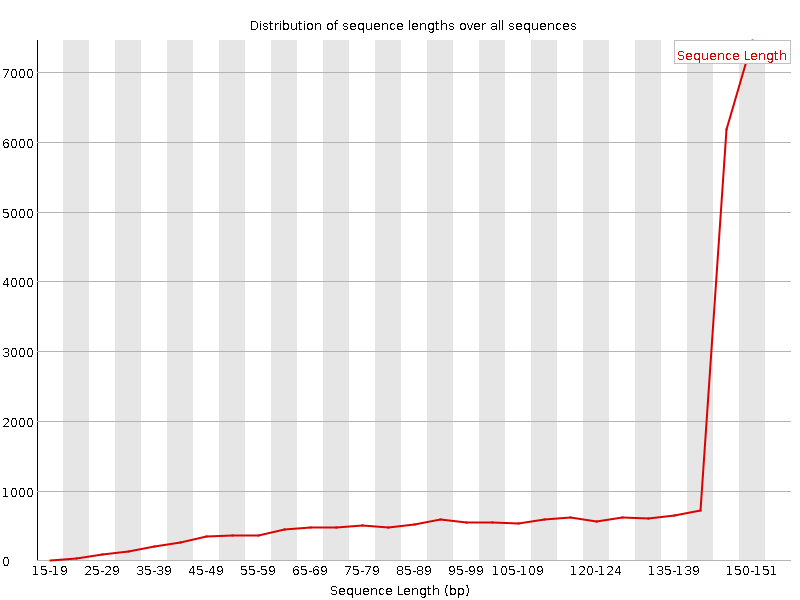 Distribution of sequence lengths over all sequences
Sequence Length
7000
6000
5000
4000
3000
2000
1000
0
15-19 25-29 35-39 45-49 55-59 65-69 75-79 85-89 95-99 105-109 120-124 135-139 150-151
Sequence Length (bp)